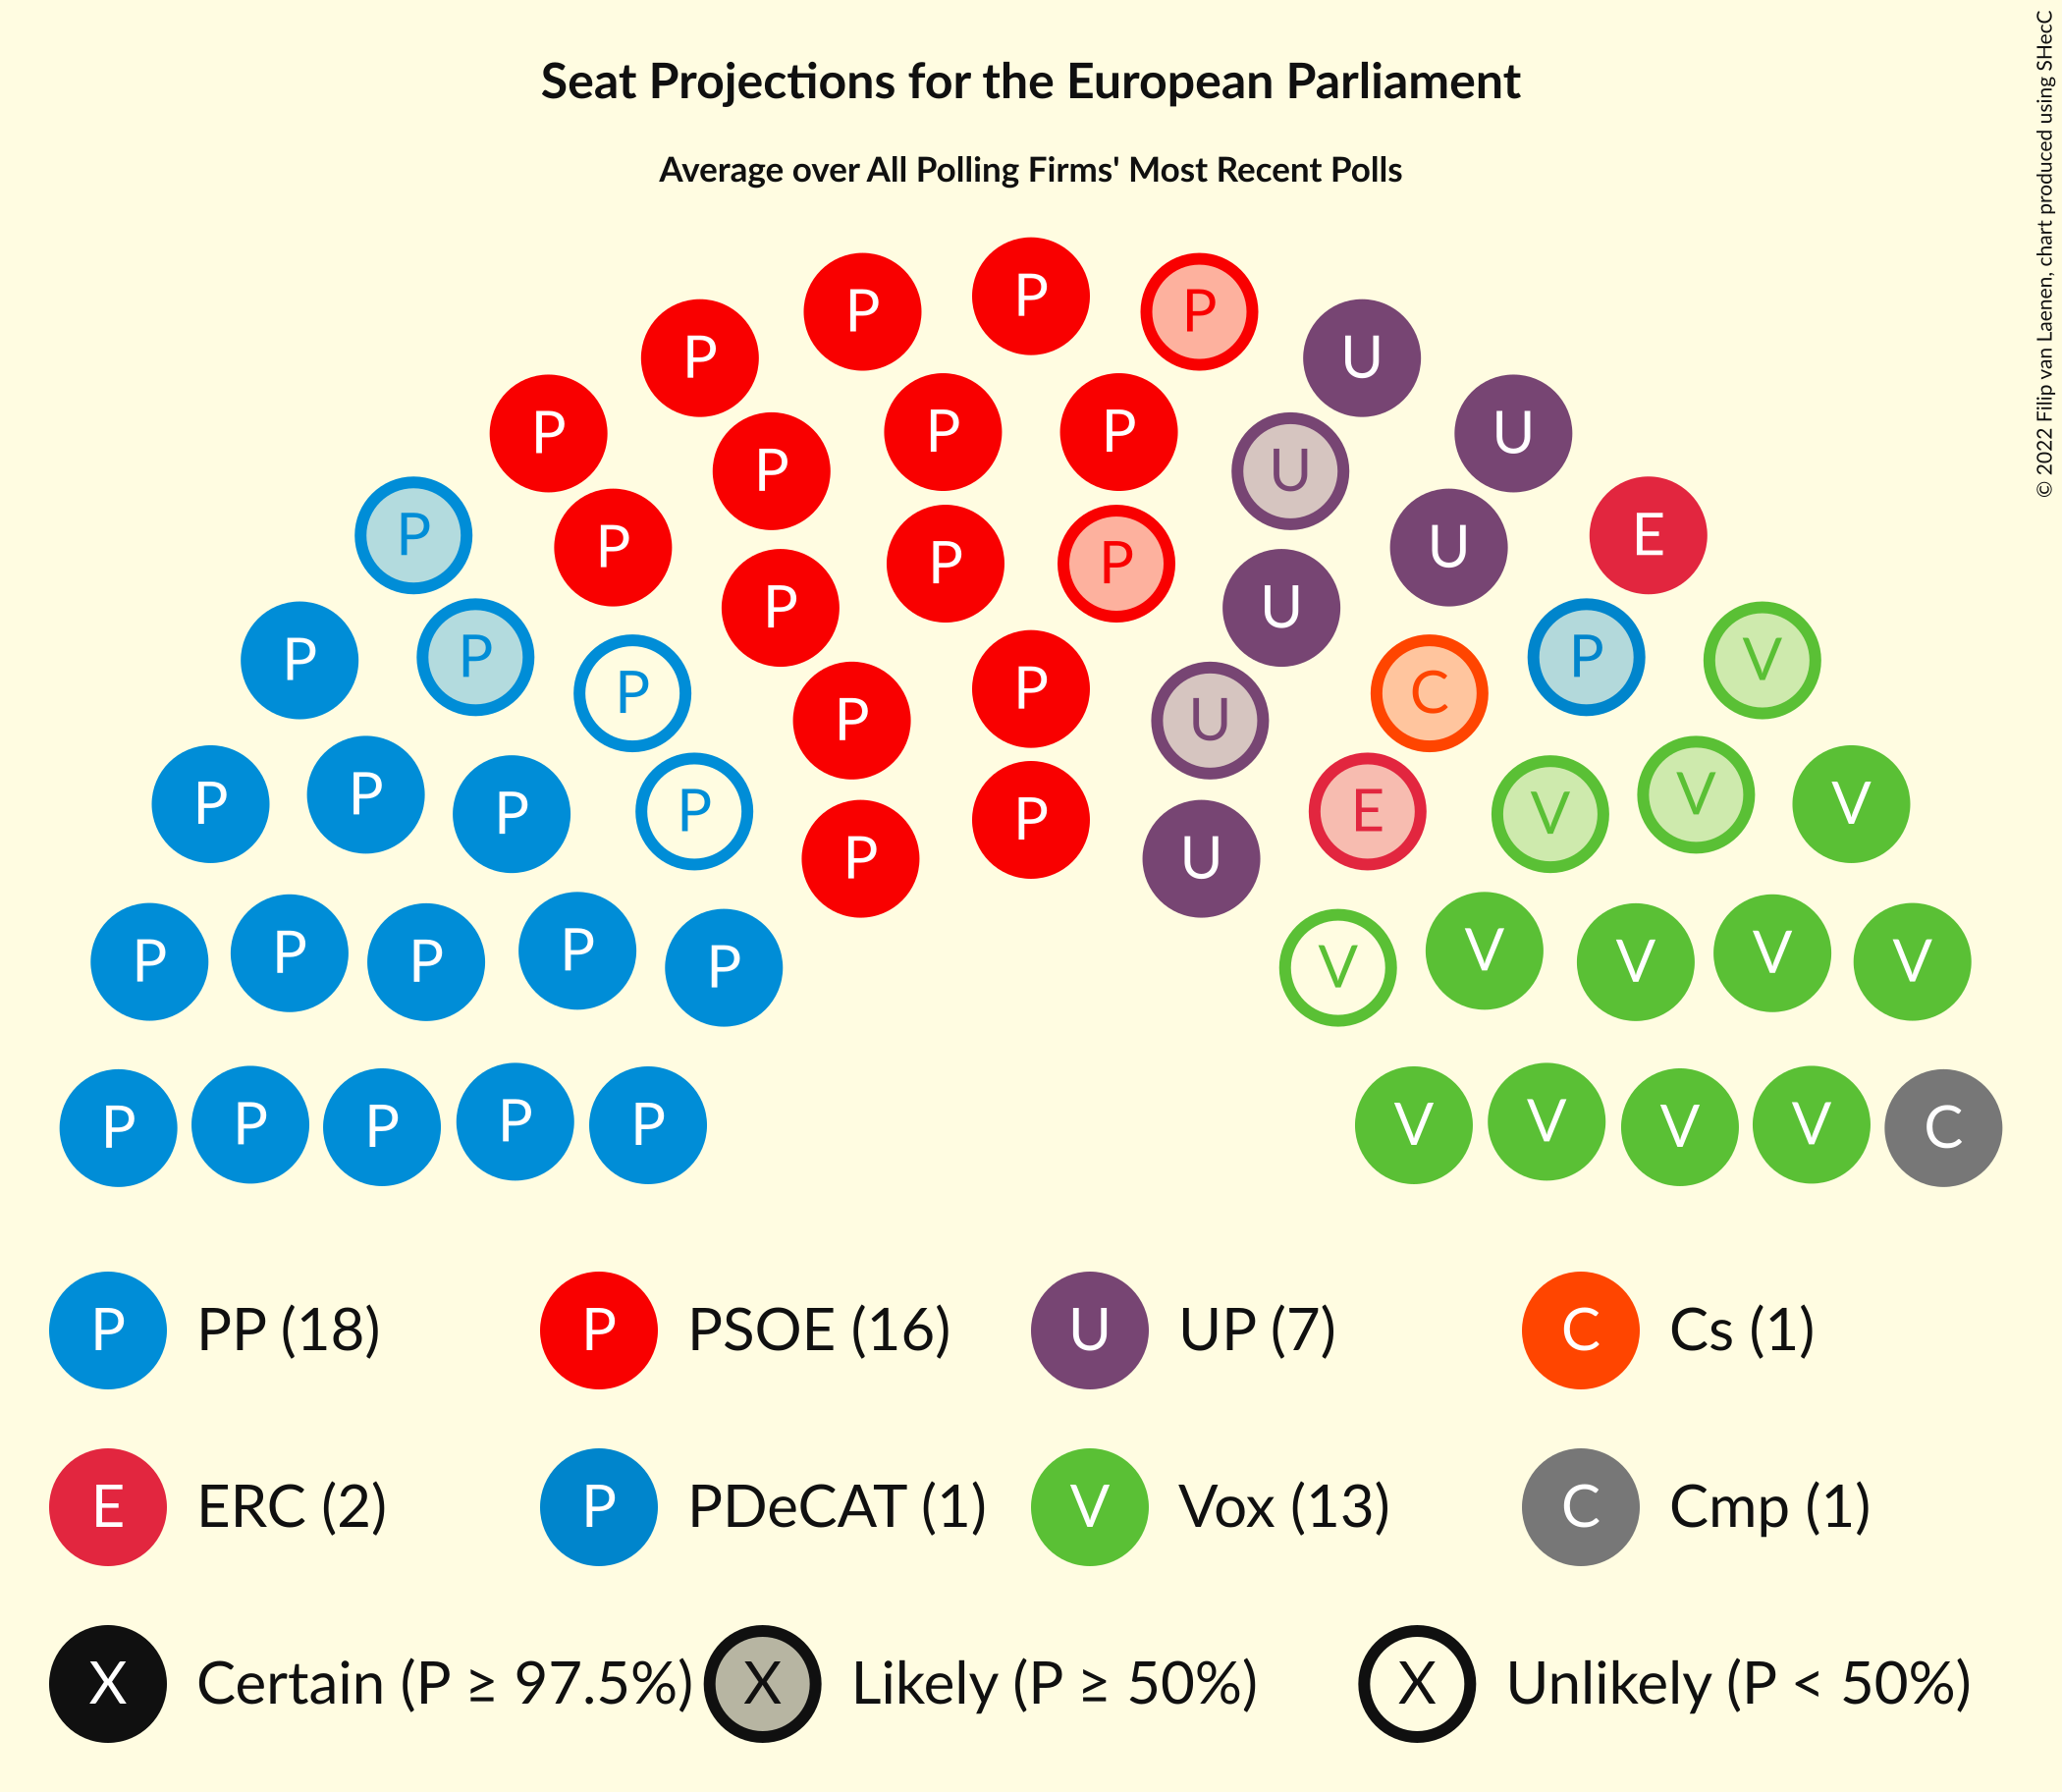 Seat Projections for the European Parliament
Average over All Polling Firms' Most Recent Polls
© 2022 Filip van Laenen, chart produced using SHecC
P P P
P P U
P P P U
P U
P P U E
P P U
P P P V
P P C
P P U
P P P V V V
P E
P P U
P P P P P V V V V V
P P P P P V V V V C
P PP (18) P PSOE (16) U UP (7) C Cs (1)
E ERC (2) P PDeCAT (1) V Vox (13) C Cmp (1)
X Certain (P ≥ 97.5%) X Likely (P ≥ 50%) X Unlikely (P < 50%)